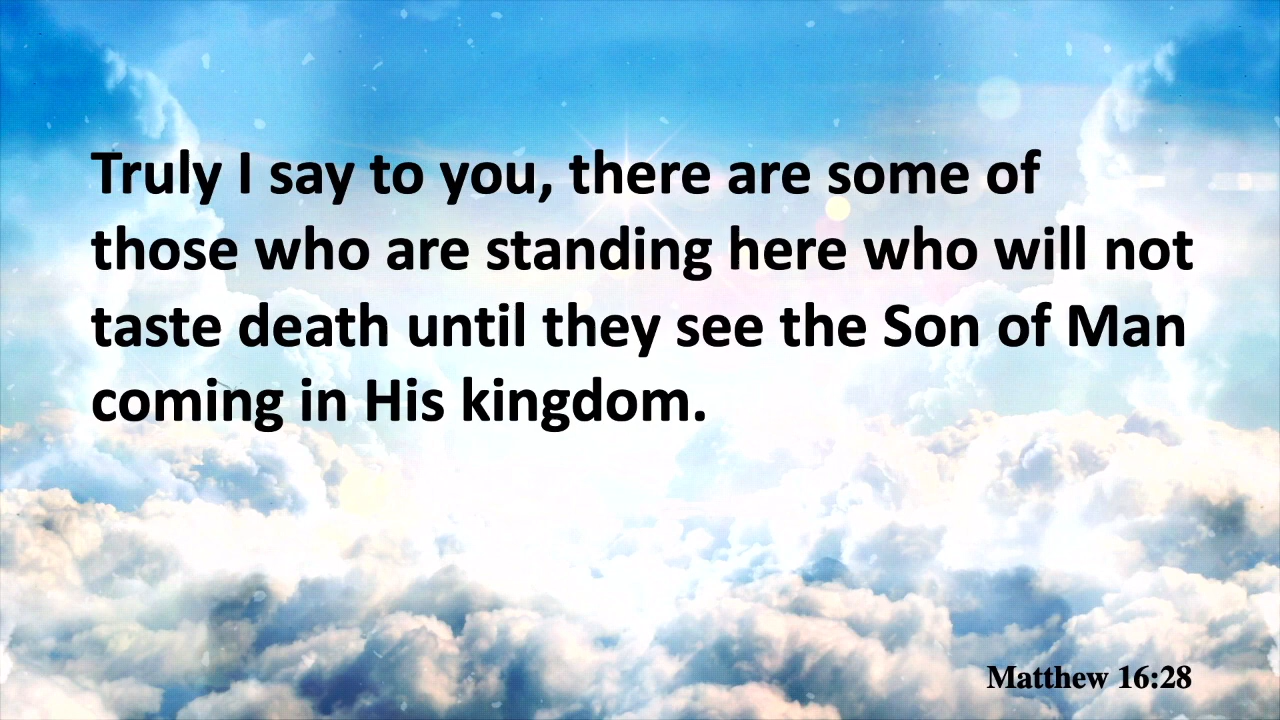 Truly I say to you, there are some of
those who are standing here who will not
taste death until they see the Son of Man
coming in His kingdom.
Matthew 16:28